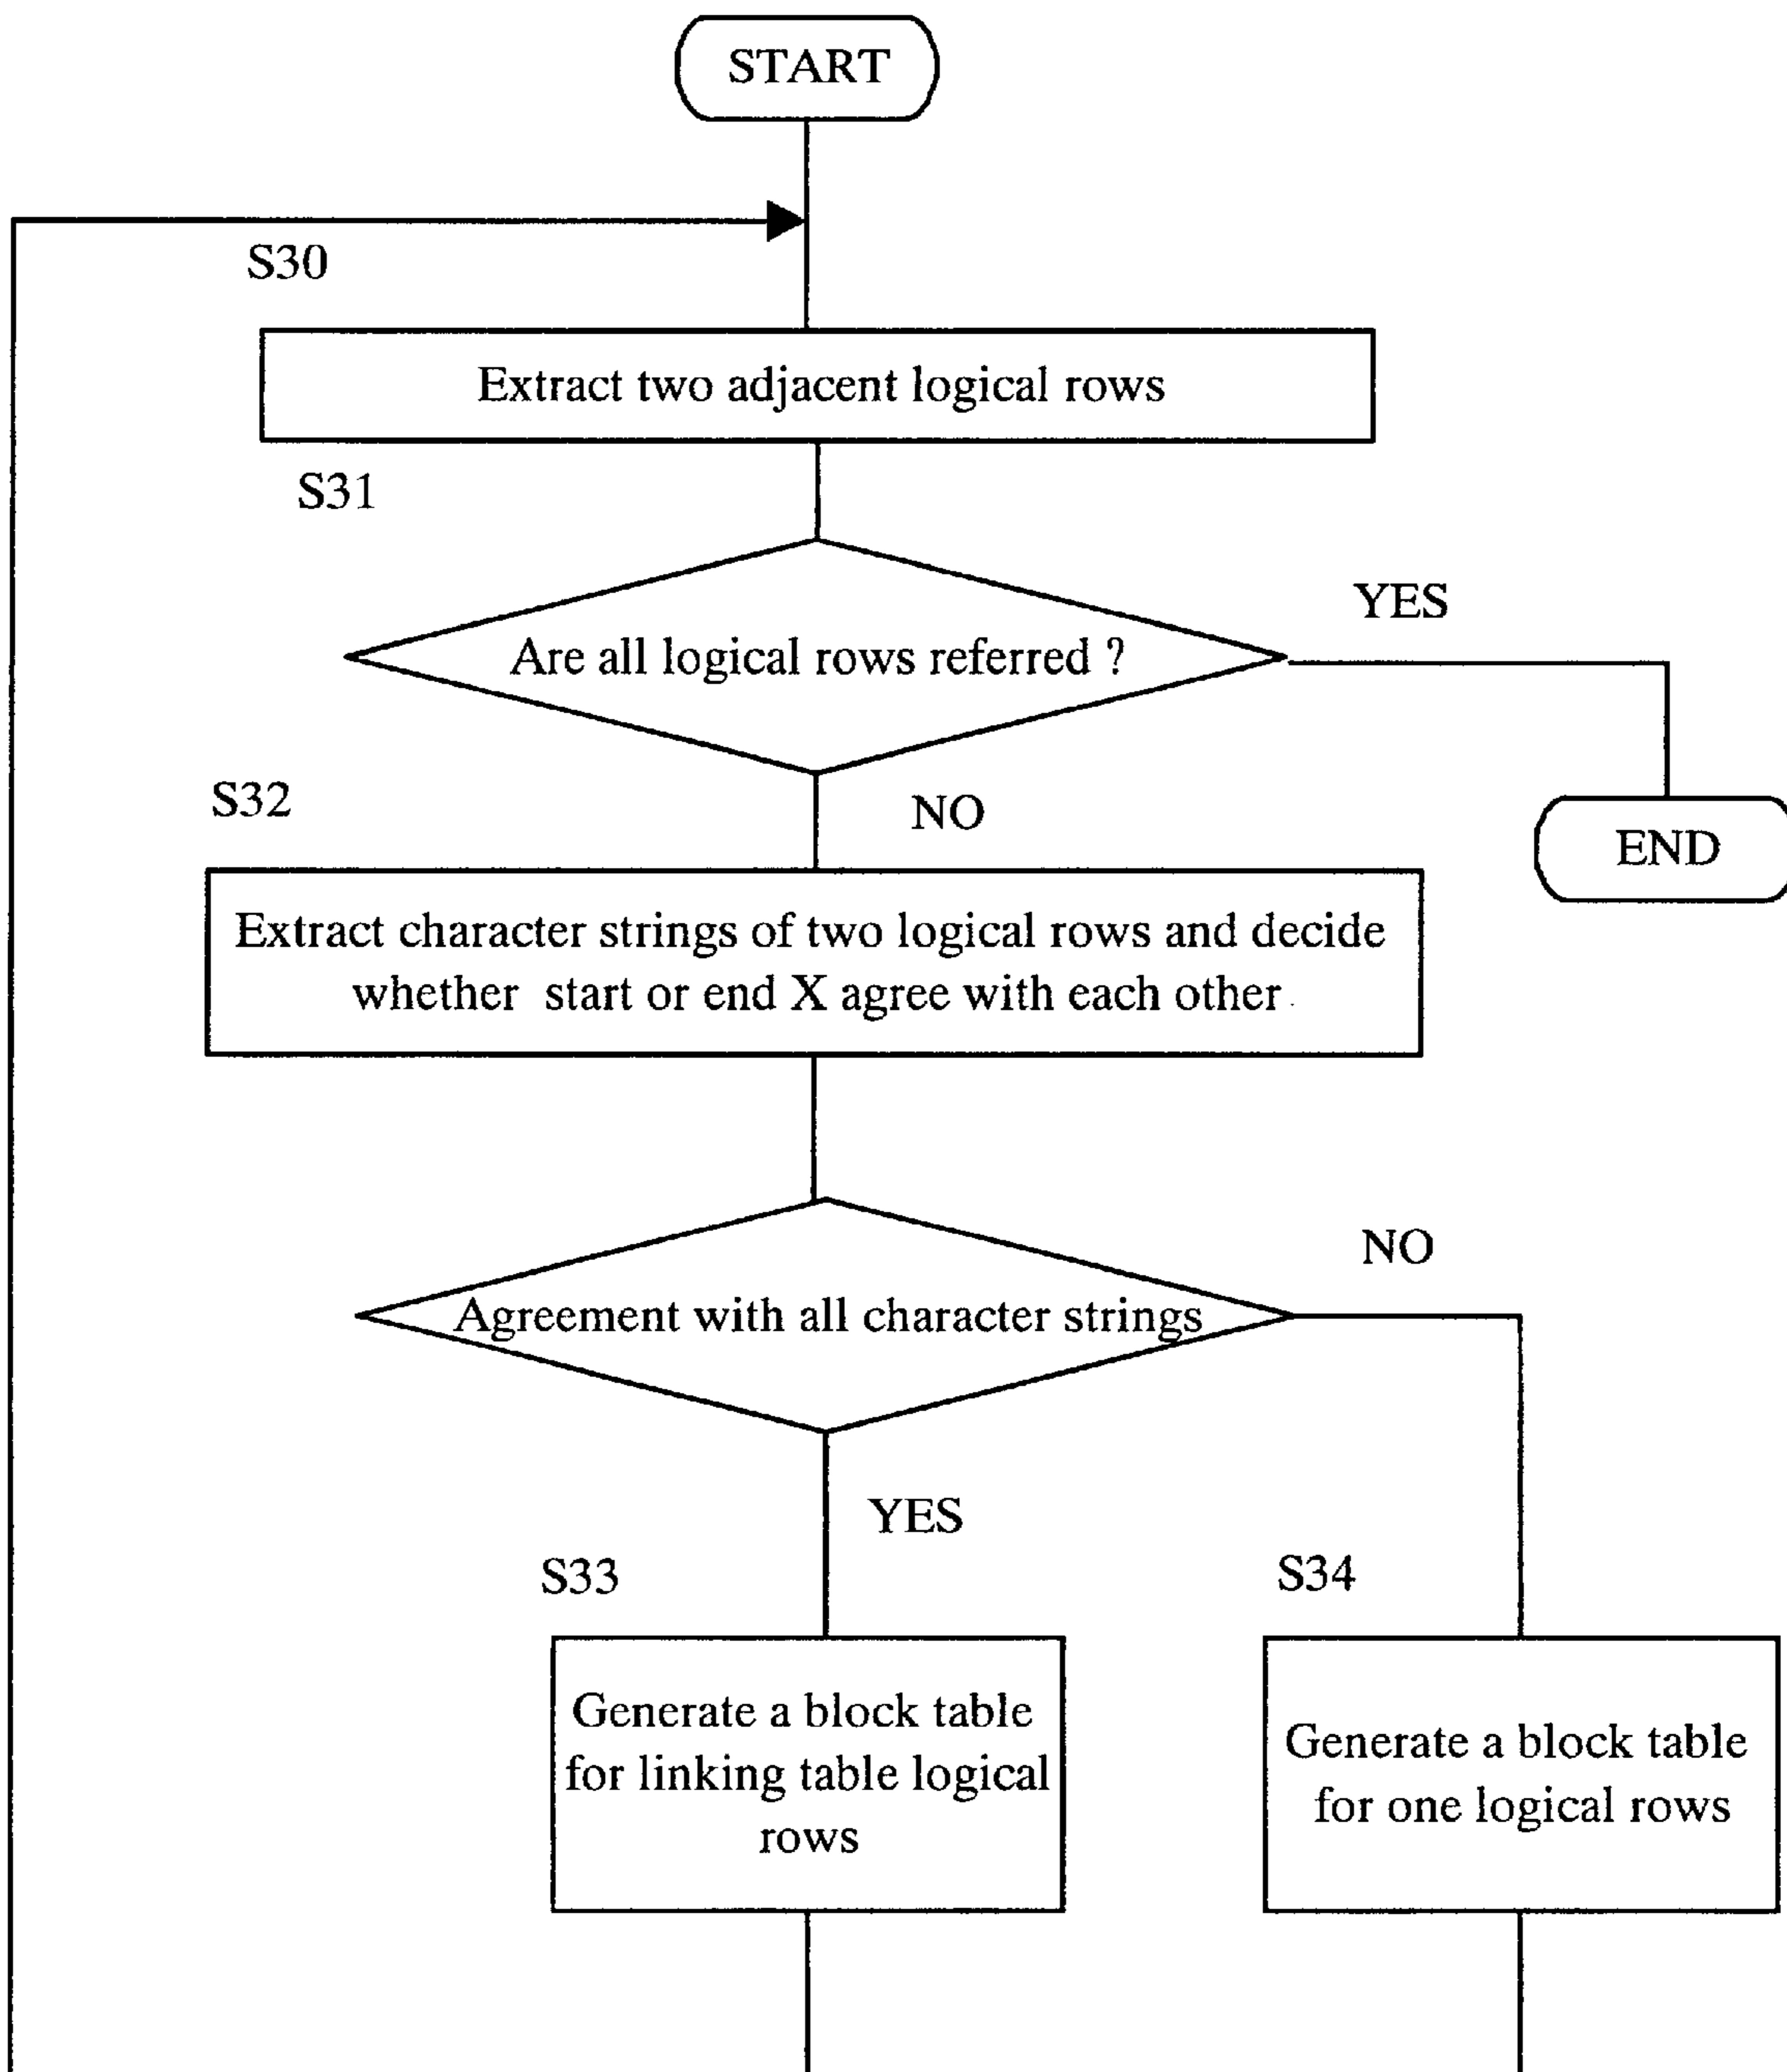 START
S30
Extract two adjacent logical rows
S31
YES
Are all logical rows referred ?
S32
NO
END
Extract character strings of two logical rows and decide
whether start or end X agree with each other
NO
Agreement with all character strings
YES
S33
S34
Generate a block table
for linking table logical
rows
Generate a block table
for one logical rows